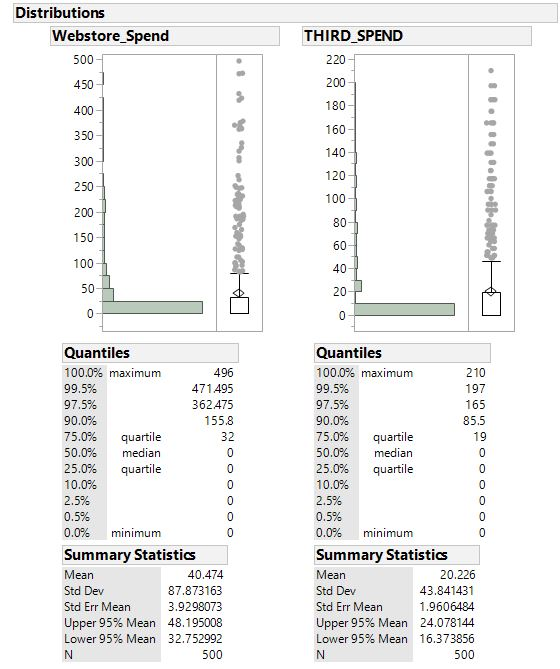 Distributions
Webstore_Spend
500
450
400
350
300
250
200
150
100
50
0
Quantiles
100.0% maximum 496
99.5% 471.495
97.5% 362.475
90.0% 155.8
75.0% quartile 32
50.0% median 0
25.0% quartile 0
10.0% 0
2.5% 0
0.5% 0
0.0% minimum 0
Summary Statistics
Mean 40.474
Std Dev 87.873163
Std Err Mean 3.9298073
Upper 95% Mean 48.195008
Lower 95% Mean 32.752992
N 500
THIRD_SPEND
220
200
180
160
140
120
100
80
60
40
20
0
Quantiles
100.0% maximum 210
99.5% 197
97.5% 165
90.0% 85.5
75.0% quartile 19
50.0% median 0
25.0% quartile 0
10.0% 0
2.5% 0
0.5% 0
0.0% minimum 0
Summary Statistics
Mean 20.226
Std Dev 43.841431
Std Err Mean 1.9606484
Upper 95% Mean 24.078144
Lower 95% Mean 16.373856
N 500